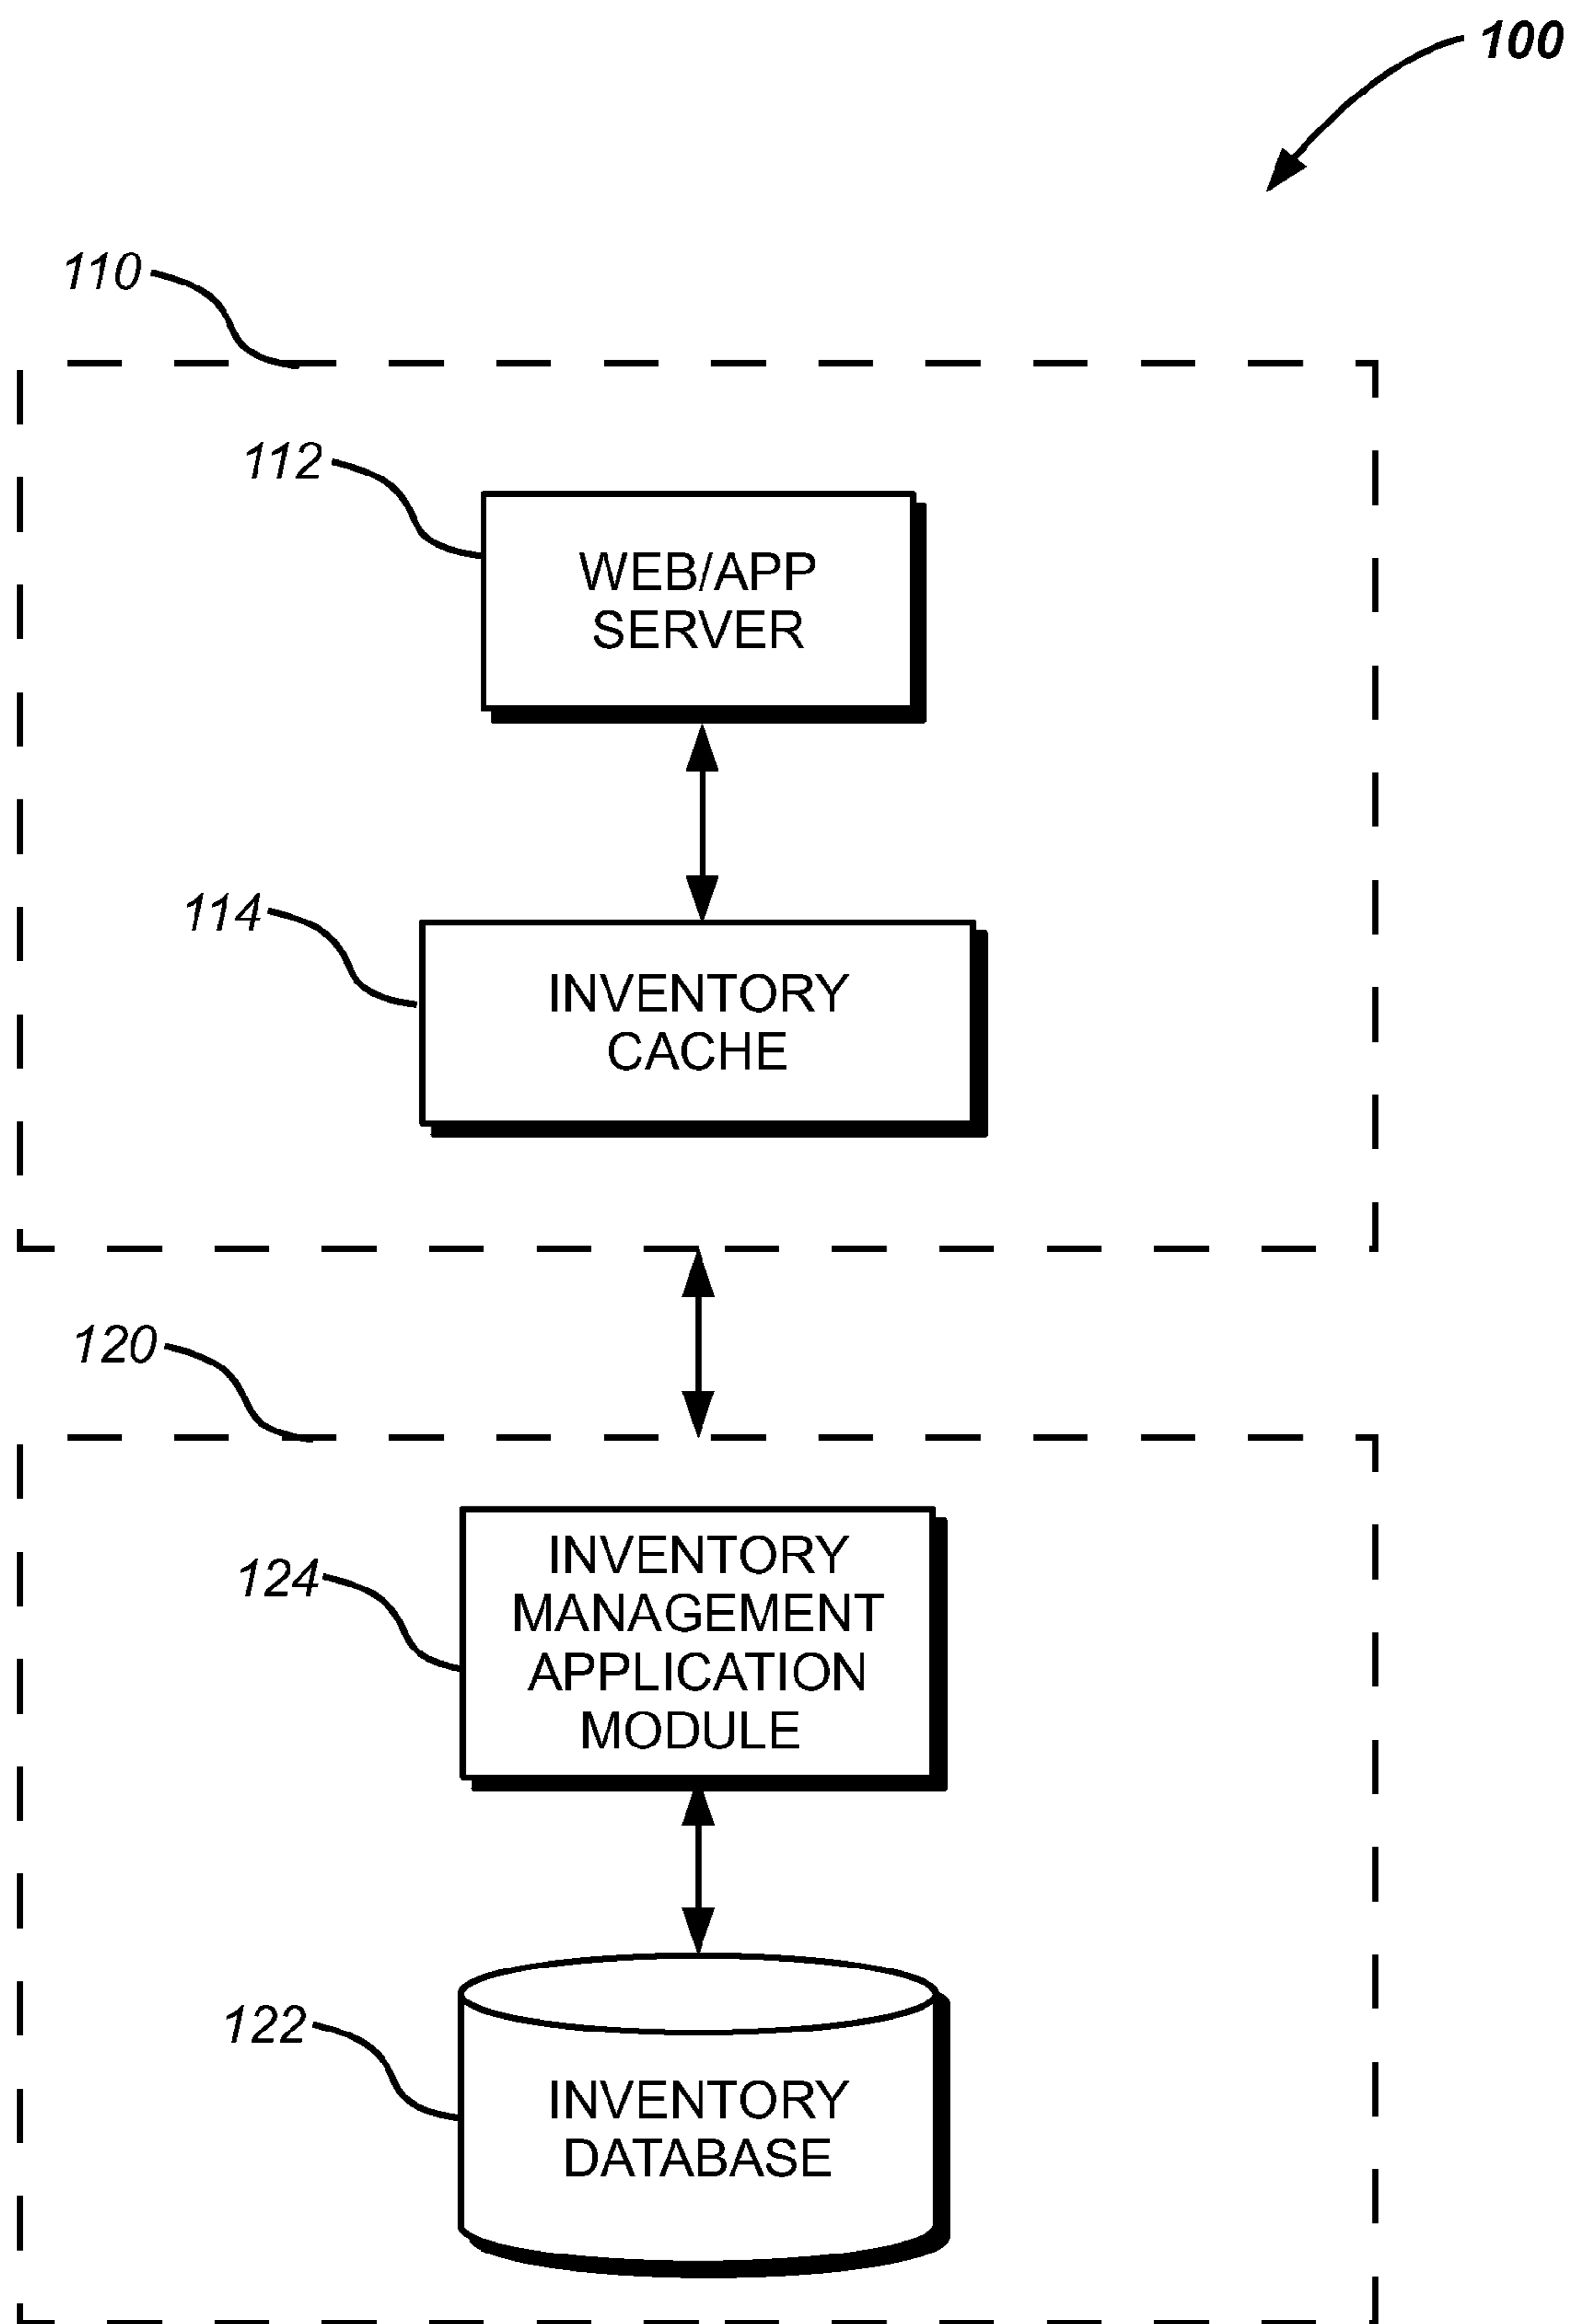 100
110
112
WEB/APP
SERVER
114
INVENTORY
CACHE
120
124
INVENTORY
MANAGEMENT
APPLICATION
MODULE
122
INVENTORY
DATABASE